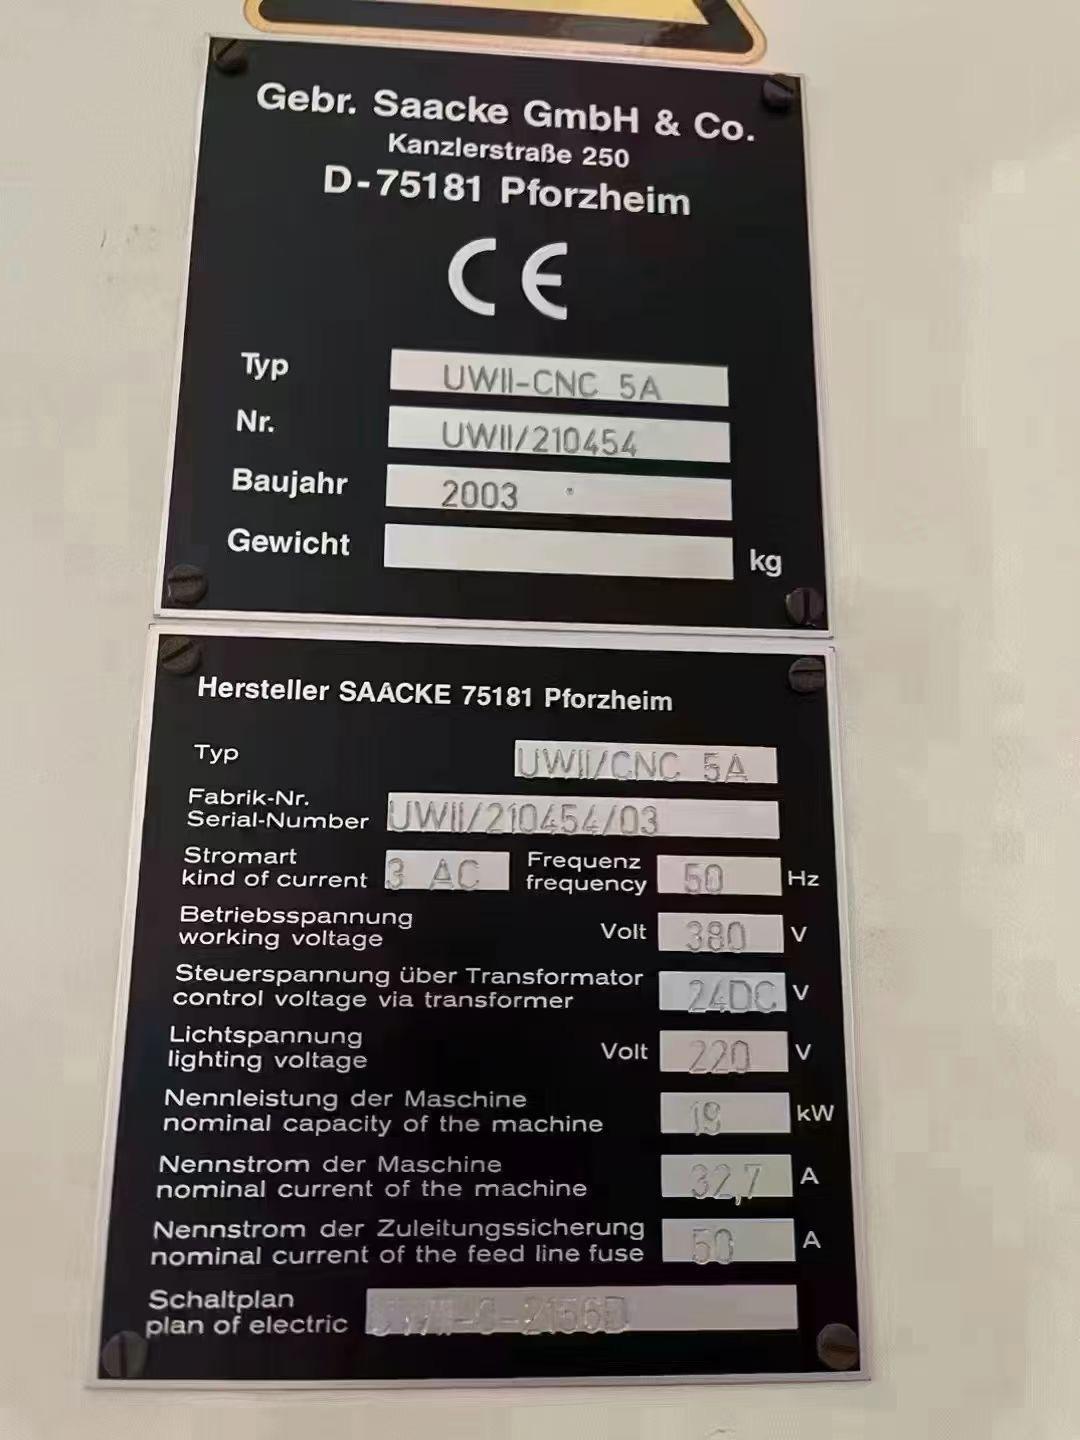 Gebr. Saacke GmbH & Co.
Kanzlerstraße 250
D-75181 Pforzheim
CE
Typ UWII-CNC 5A
Nr. UWII/210454
Baujahr 2003
Gewicht kg
Hersteller SAACKE 75181 Pforzheim
Typ UWII/CNC 5A
Fabrik-Nr.
Serial-Number UWII/210454/03
Stromart Frequenz
kind of current 3 AC frequency 50 Hz
Betriebsspannung
working voltage Volt 380 V
Steuerspannung über Transformator
control voltage via transformer 24DC V
Lichtspannung
lighting voltage Volt 220 V
Nennleistung der Maschine
nominal capacity of the machine 19 kW
Nennstrom der Maschine
nominal current of the machine 32,7 A
Nennstrom der Zuleitungssicherung
nominal current of the feed line fuse 50 A
Schaltplan
plan of electric